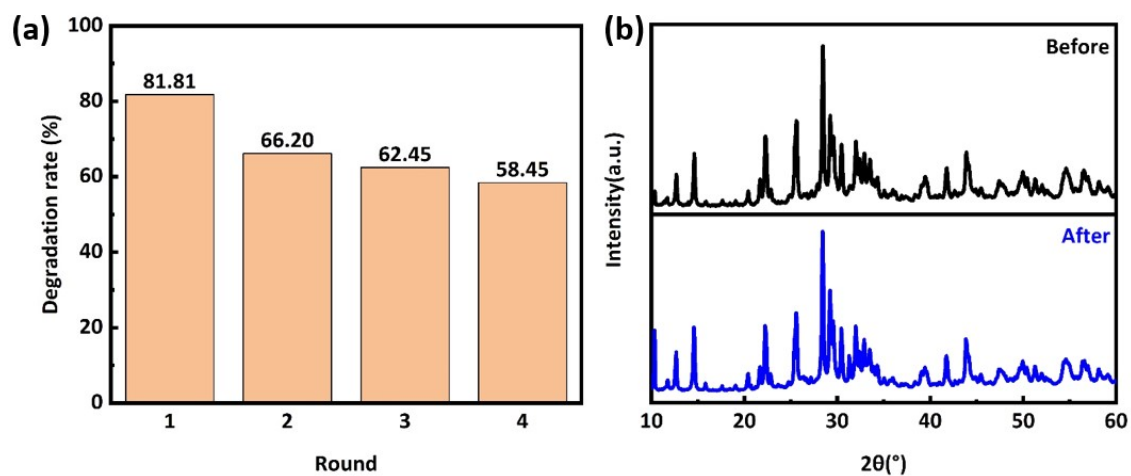 (a)
Degradation rate (%)
100
80
60
40
20
0
81.81
66.20
62.45
58.45
1 2 3 4
Round
(b)
Intensity(a.u.)
Before
After
10 20 30 40 50 60
2θ(°)